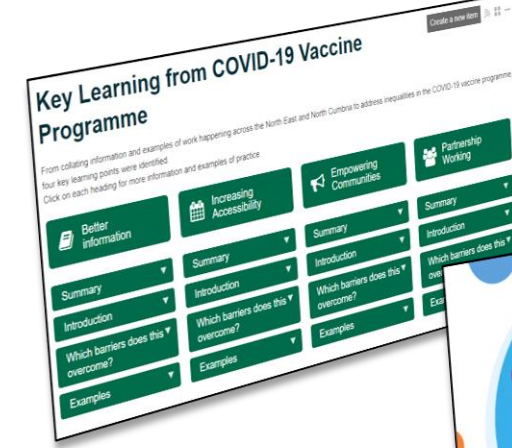 Create a new item
Key Learning from COVID-19 Vaccine
Programme
From collating information and examples of work happening across the North East and North Cumbria to address inequalities in the COVID-19 vaccine programme,
four key learning points were identified.
Click on each heading for more information and examples of practice.
Better
information
Summary
Introduction
Which barriers does this
overcome?
Examples
Increasing
Accessibility
Summary
Introduction
Which barriers does this
overcome?
Examples
Empowering
Communities
Summary
Introduction
Which barriers does this
overcome?
Examples
Partnership
Working
Summary
Introduction
Which barriers does this